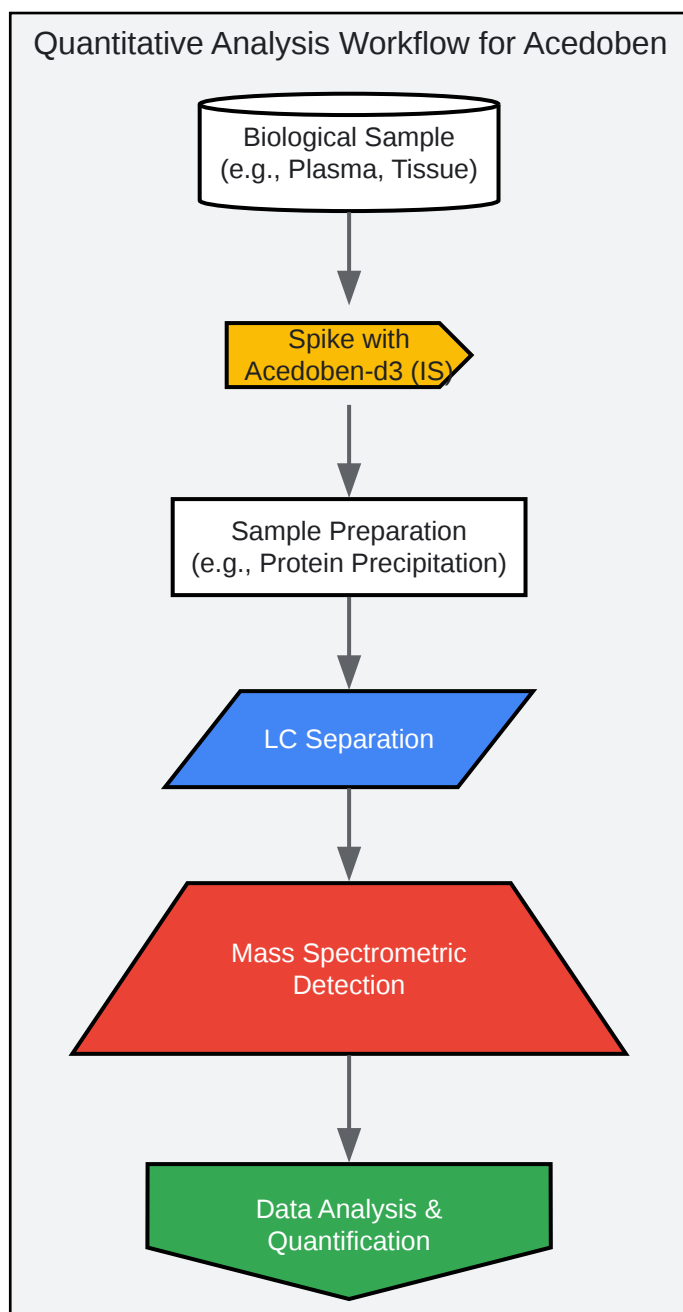 Quantitative Analysis Workflow for Acedoben
Biological Sample
(e.g., Plasma, Tissue)
Spike with
Acedoben-d3 (IS)
Sample Preparation
(e.g., Protein Precipitation)
LC Separation
Mass Spectrometric
Detection
Data Analysis &
Quantification